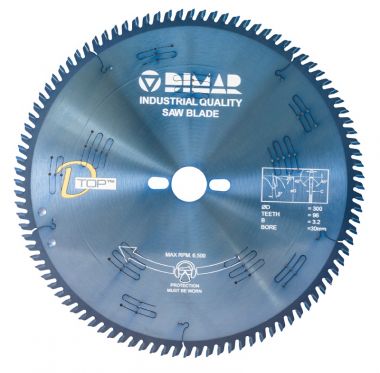 DIMAR
INDUSTRIAL QUALITY
SAW BLADE
D
TOP™
ØD = 300
TEETH = 96
B = 3.2
BORE =30mm
MAX RPM. 6,500
PROTECTION
MUST BE WORN